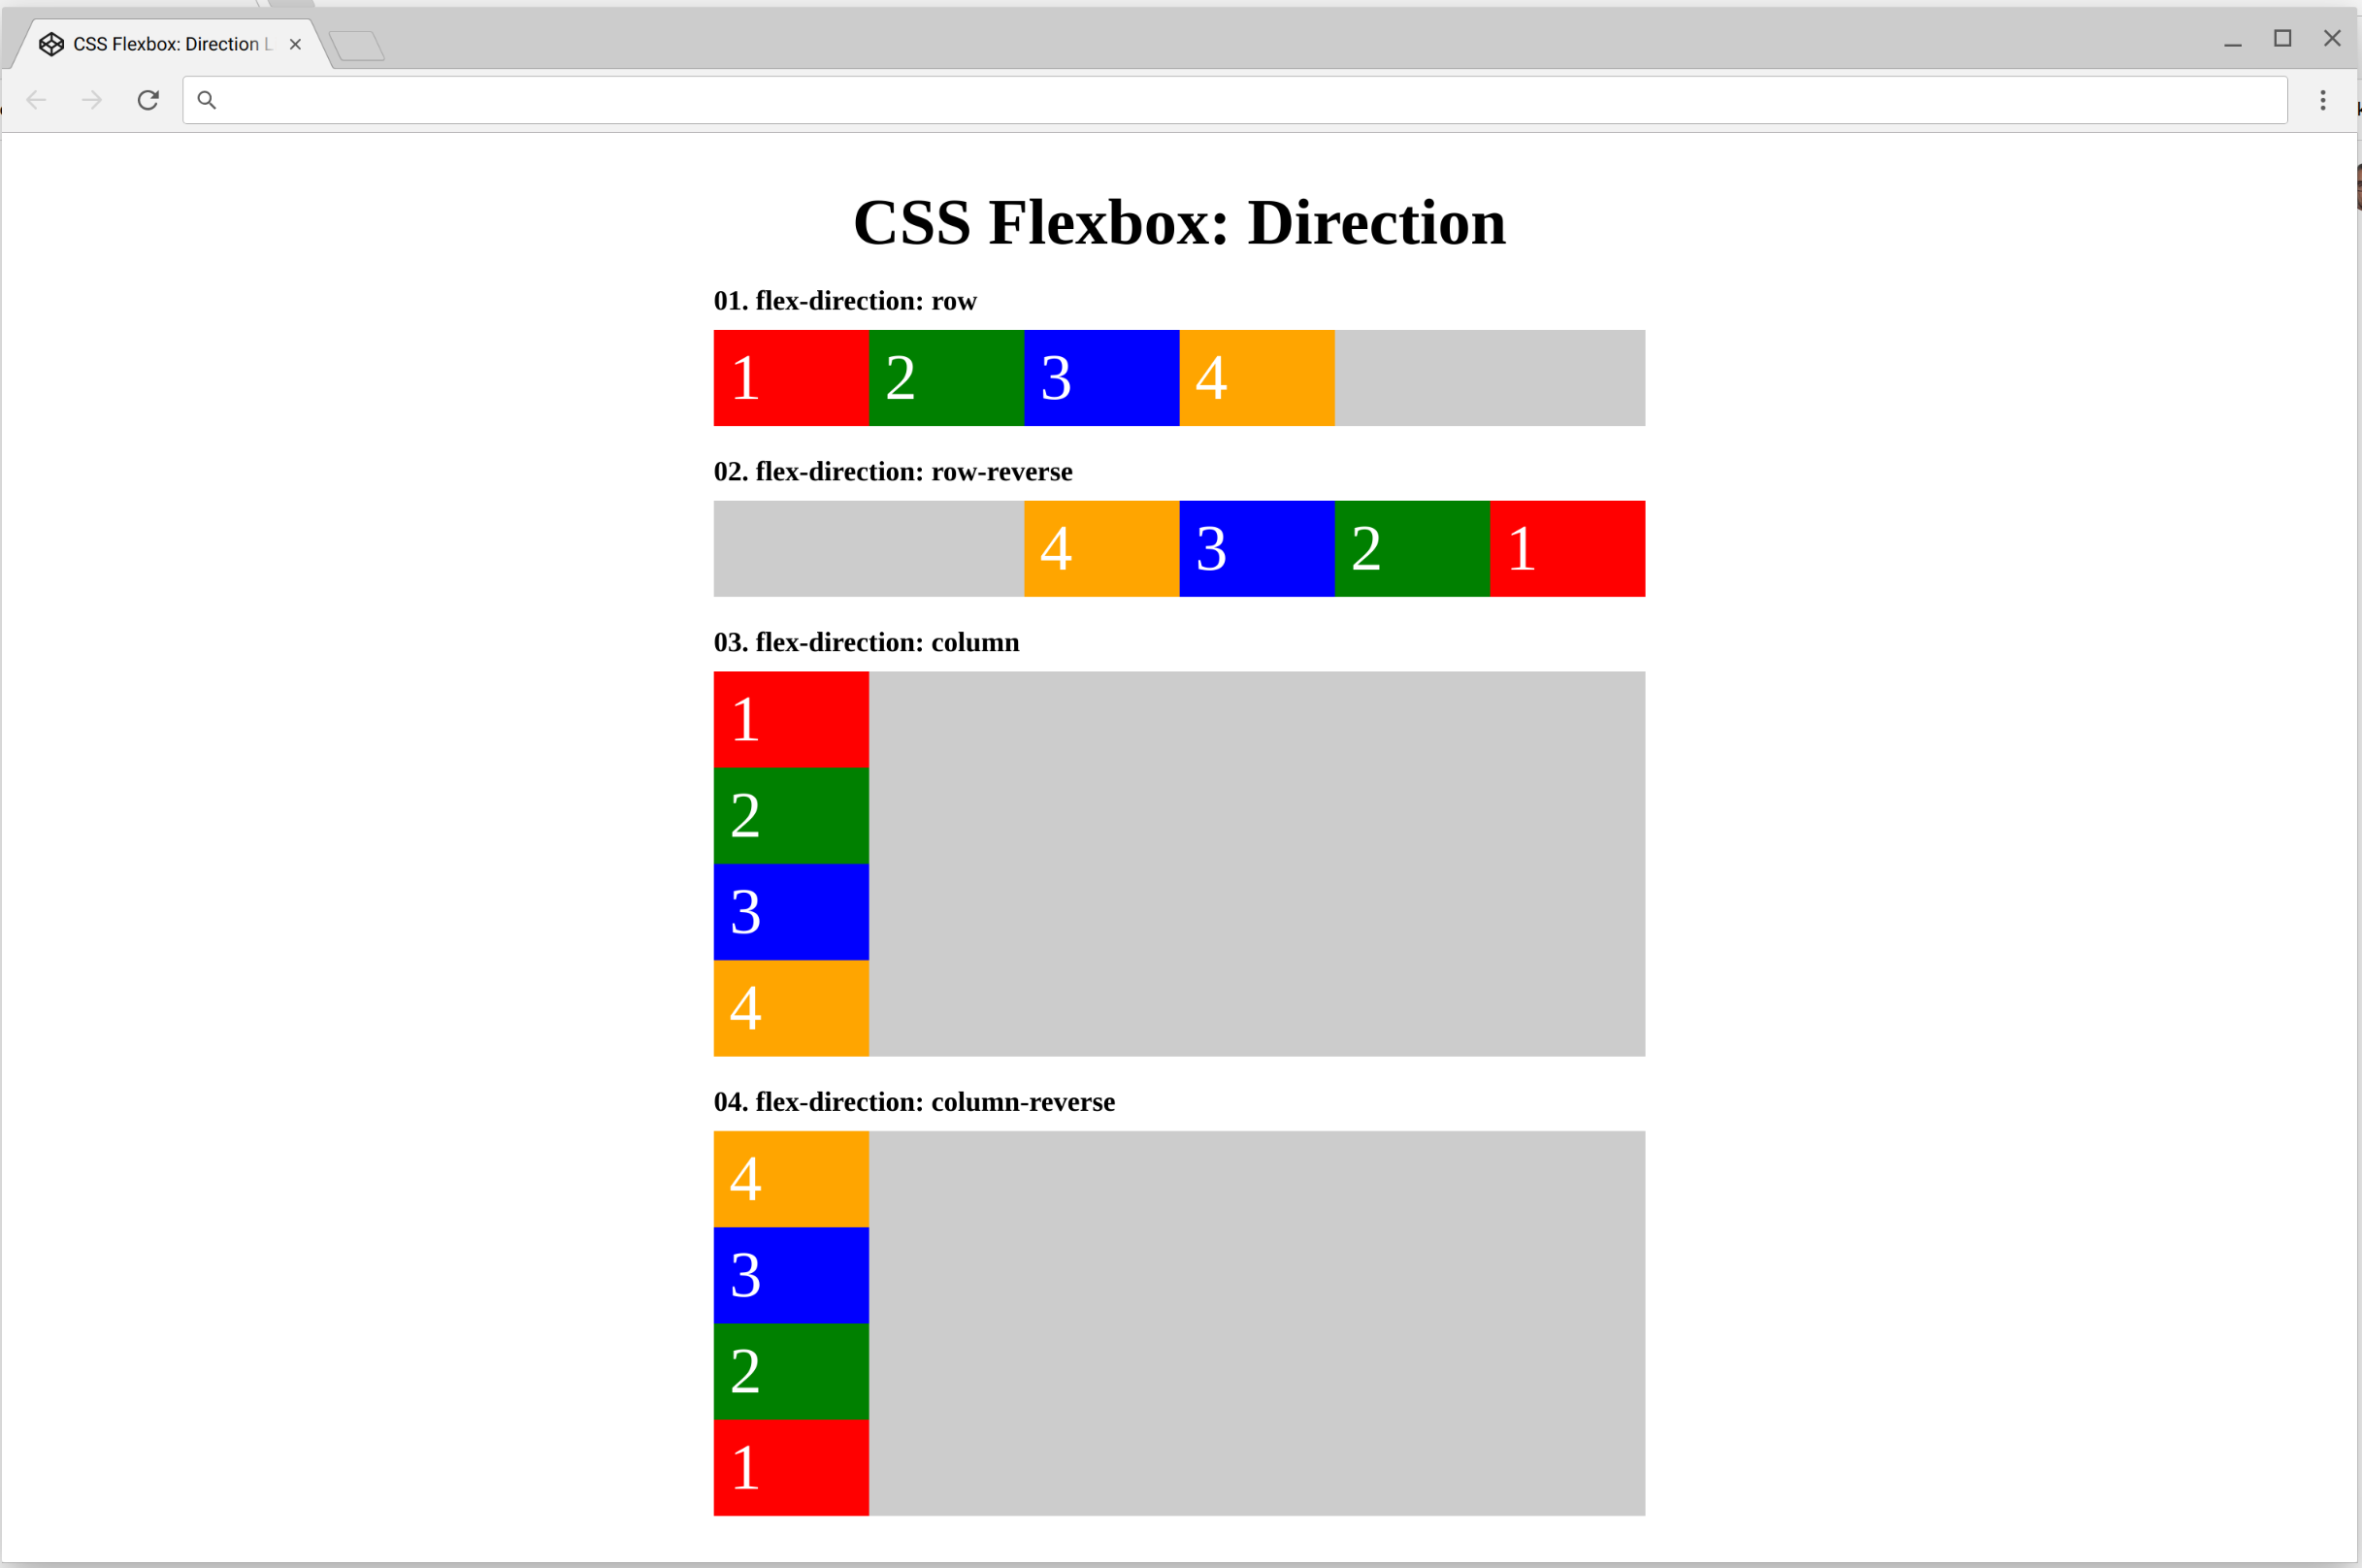 CSS Flexbox: Direction L
CSS Flexbox: Direction
01. flex-direction: row
1 2 3 4
02. flex-direction: row-reverse
4 3 2 1
03. flex-direction: column
1
2
3
4
04. flex-direction: column-reverse
4
3
2
1